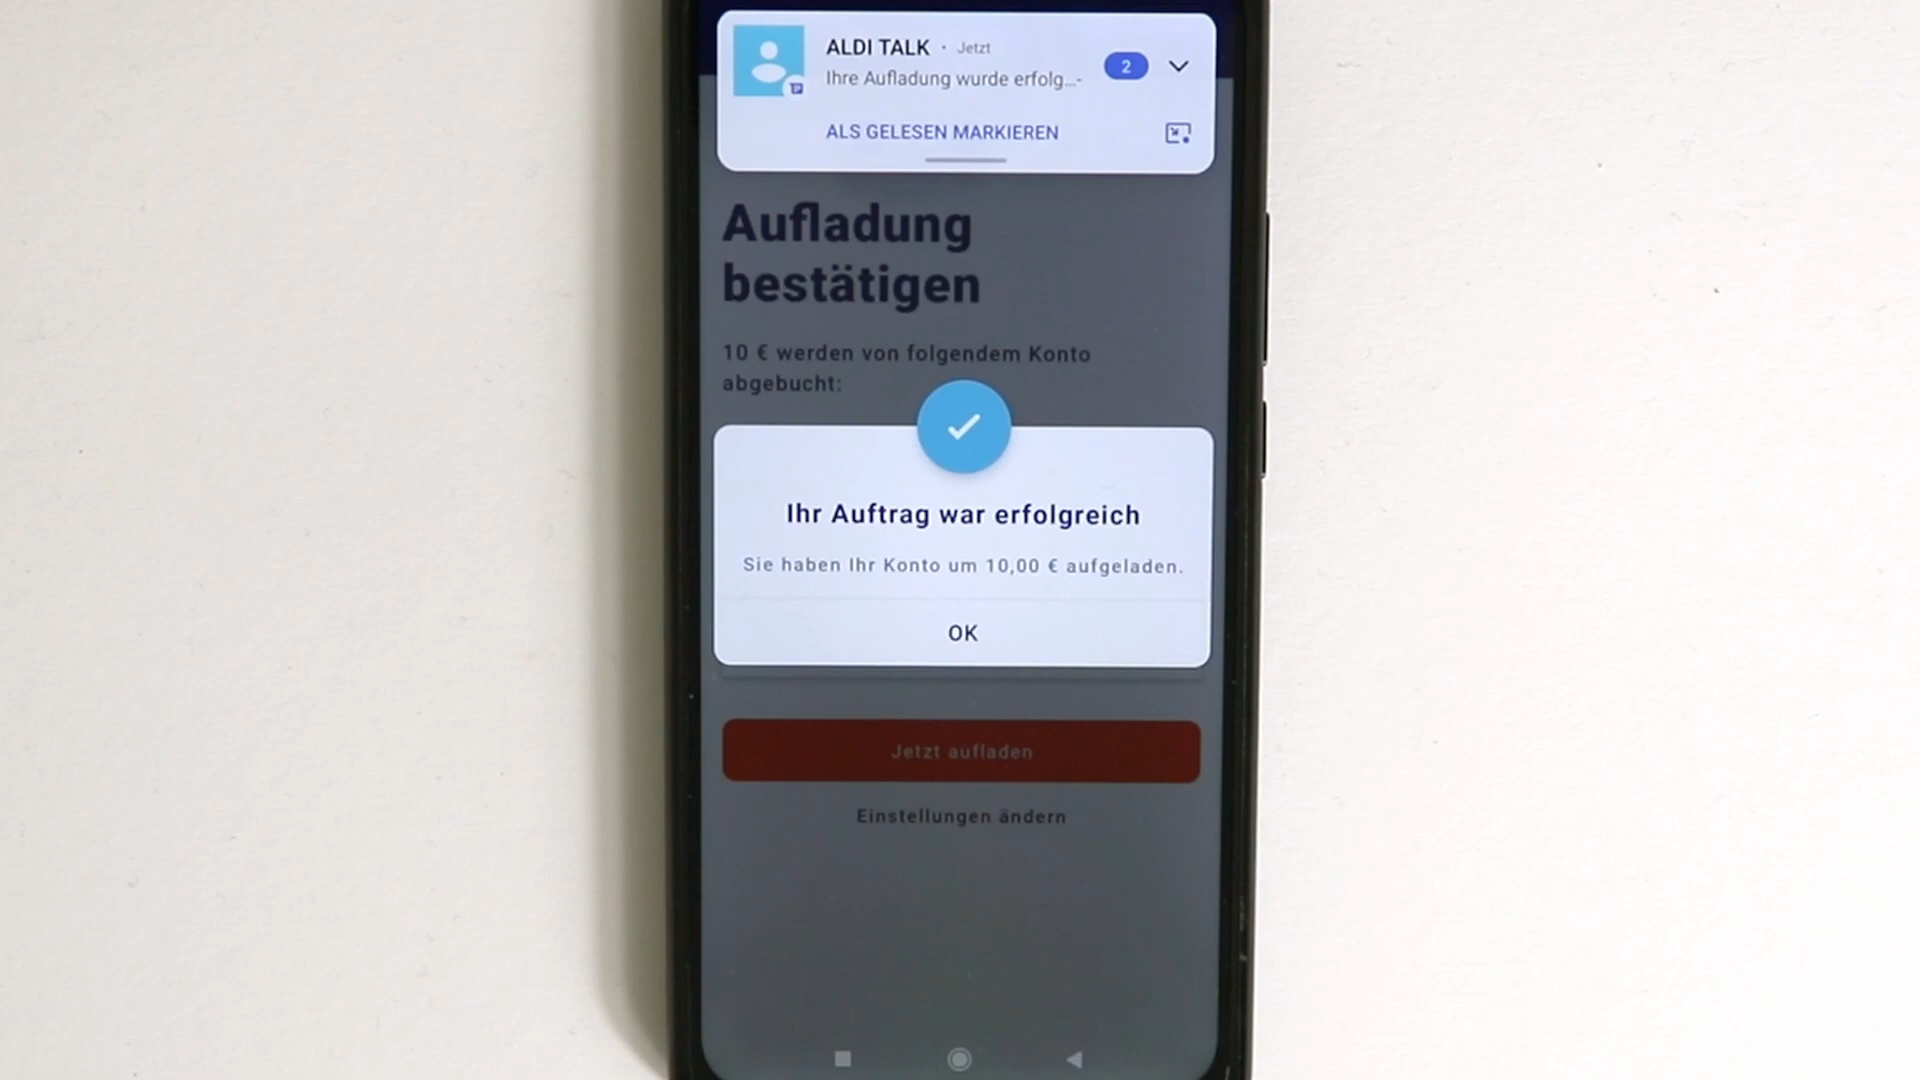 ALDI TALK · Jetzt
2
Ihre Aufladung wurde erfolg...-
ALS GELESEN MARKIEREN
Aufladung
bestätigen
10 € werden von folgendem Konto
abgebucht:
Ihr Auftrag war erfolgreich
Sie haben Ihr Konto um 10,00 € aufgeladen.
OK
Jetzt aufladen
Einstellungen ändern